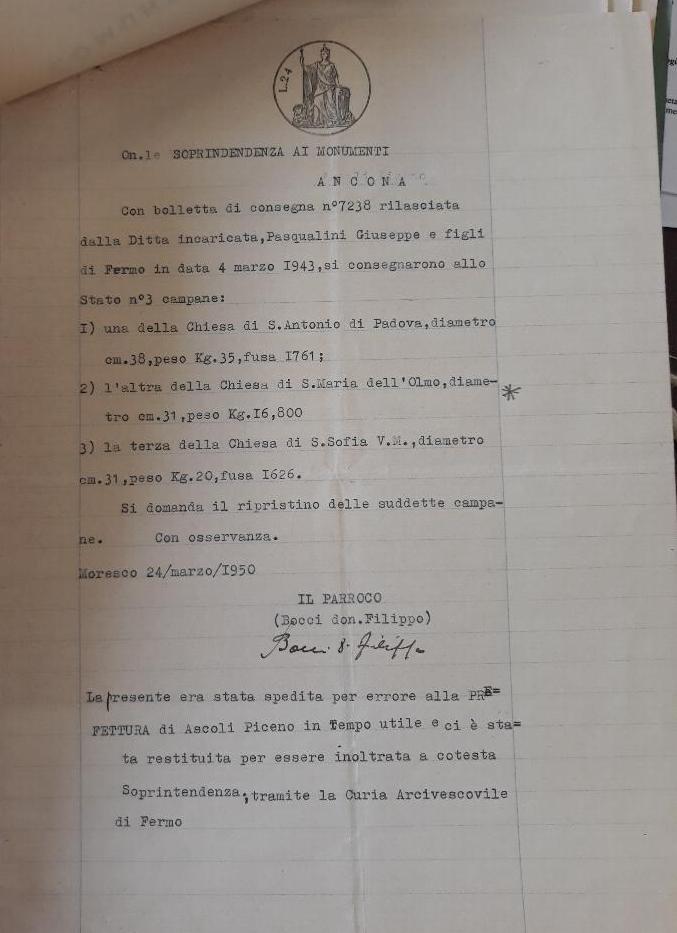 L.24
On.le SOPRINDENDENZA AI MONUMENTI
A N C O N A
Con bolletta di consegna n°7238 rilasciata
dalla Ditta incaricata,Pasqualini Giuseppe e figli
di Fermo in data 4 marzo I943,si consegnarono allo
Stato n°3 campane:
I) una della Chiesa di S.Antonio di Padova,diametro
cm.38,peso Kg.35,fusa I761;
2) l'altra della Chiesa di S.Maria dell'Olmo,diame-
tro cm.31,peso Kg.I6,800
3) la terza della Chiesa di S.Sofia V.M.,diametro
cm.31,peso Kg.20,fusa I626.
Si domanda il ripristino delle suddette campa-
ne. Con osservanza.
Moresco 24/marzo/I950
IL PARROCO
(Bocci don.Filippo)
Bocci D. Filippo
La presente era stata spedita per errore alla PRE=
FETTURA di Ascoli Piceno in Tempo utile e ci è sta=
ta restituita per essere inoltrata a cotesta
Soprintendenza,tramite la Curia Arcivescovile
di Fermo